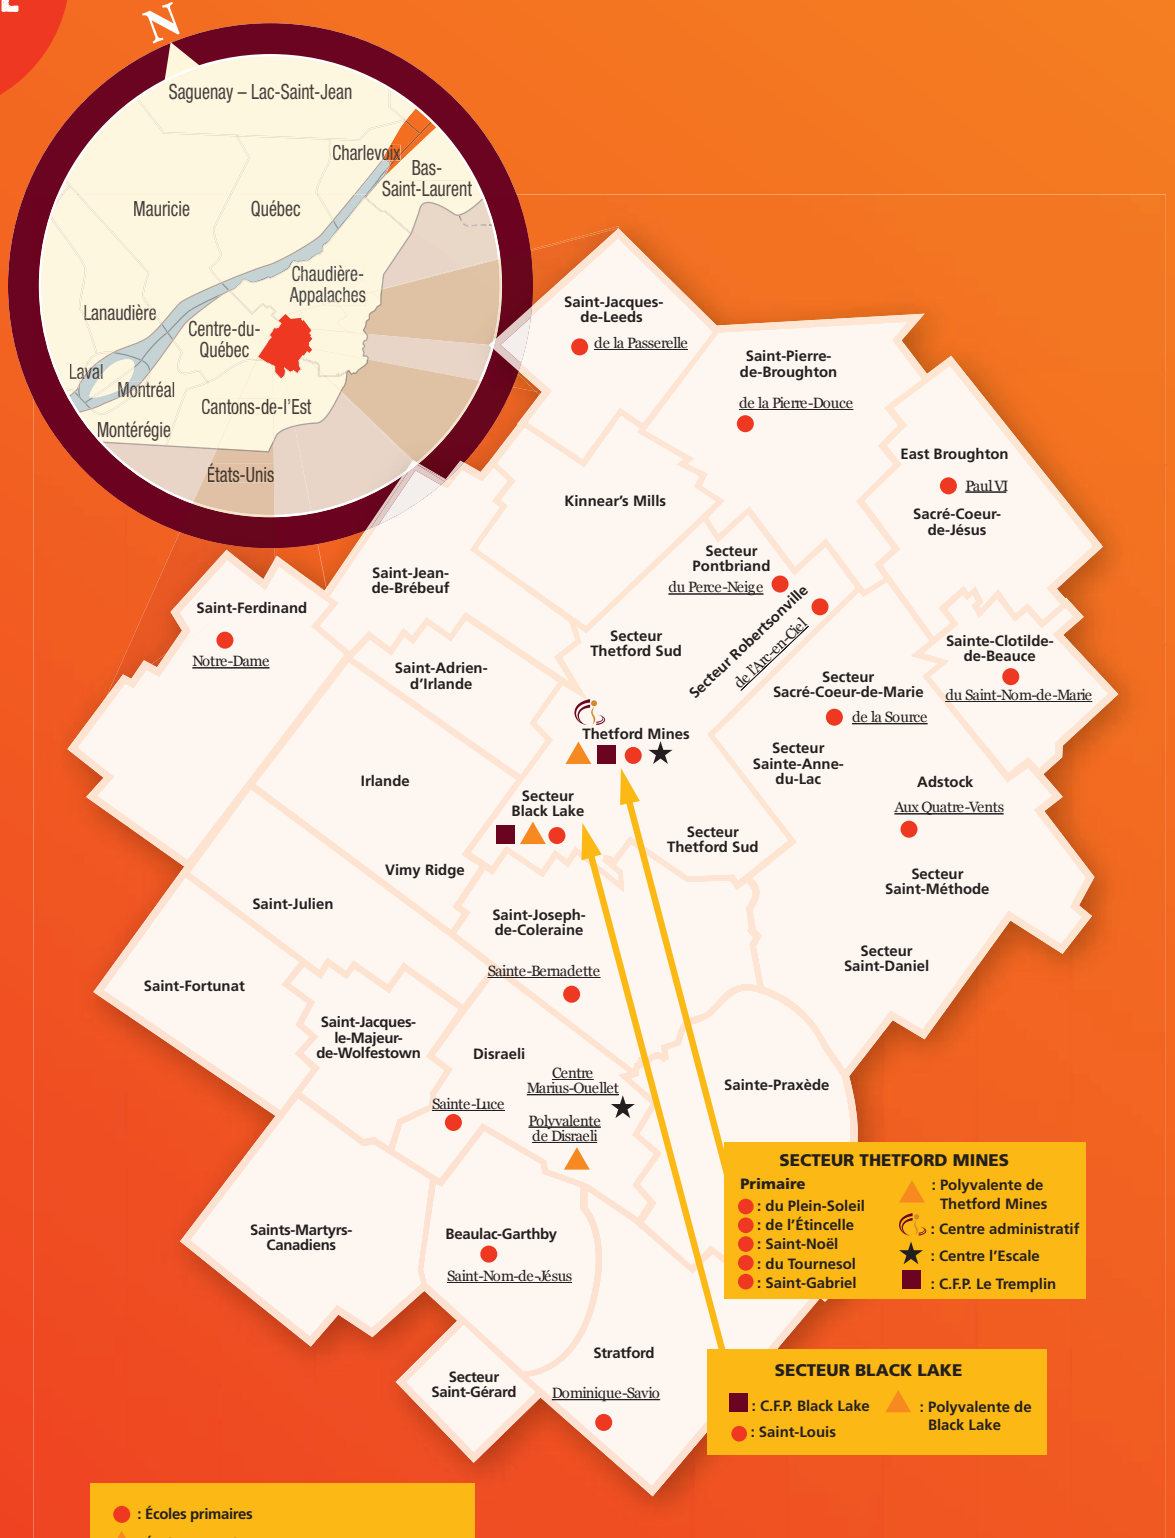 N
Saguenay – Lac-Saint-Jean
Charlevoix
Bas-
Saint-Laurent
Mauricie
Québec
Chaudière-
Appalaches
Lanaudière
Centre-du-
Québec
Laval
Montréal
Cantons-de-l'Est
Montérégie
États-Unis
Saint-Jacques-
de-Leeds
de la Passerelle
Saint-Pierre-
de-Broughton
de la Pierre-Douce
East Broughton
Paul VI
Sacré-Coeur-
de-Jésus
Kinnear's Mills
Secteur
Pontbriand
du Perce-Neige
Saint-Jean-
de-Brébeuf
Saint-Ferdinand
Notre-Dame
Secteur Robertsonville
de l'Arc-en-Ciel
Secteur
Thetford Sud
Sainte-Clotilde-
de-Beauce
du Saint-Nom-de-Marie
Saint-Adrien-
d'Irlande
Secteur
Sacré-Coeur-de-Marie
de la Source
Thetford Mines
Secteur
Sainte-Anne-
du-Lac
Irlande
Adstock
Aux Quatre-Vents
Secteur
Black Lake
Secteur
Thetford Sud
Vimy Ridge
Secteur
Saint-Méthode
Saint-Julien
Saint-Joseph-
de-Coleraine
Secteur
Saint-Daniel
Sainte-Bernadette
Saint-Fortunat
Saint-Jacques-
le-Majeur-
de-Wolfestown
Disraeli
Centre
Marius-Ouellet
Sainte-Praxède
Sainte-Luce
Polyvalente
de Disraeli
Saints-Martyrs-
Canadiens
Beaulac-Garthby
Saint-Nom-de-Jésus
Stratford
Secteur
Saint-Gérard
Dominique-Savio
SECTEUR THETFORD MINES
Primaire
: du Plein-Soleil
: de l'Étincelle
: Saint-Noël
: du Tournesol
: Saint-Gabriel
: Polyvalente de
Thetford Mines
: Centre administratif
: Centre l'Escale
: C.F.P. Le Tremplin
SECTEUR BLACK LAKE
: C.F.P. Black Lake
: Saint-Louis
: Polyvalente de
Black Lake
: Écoles primaires